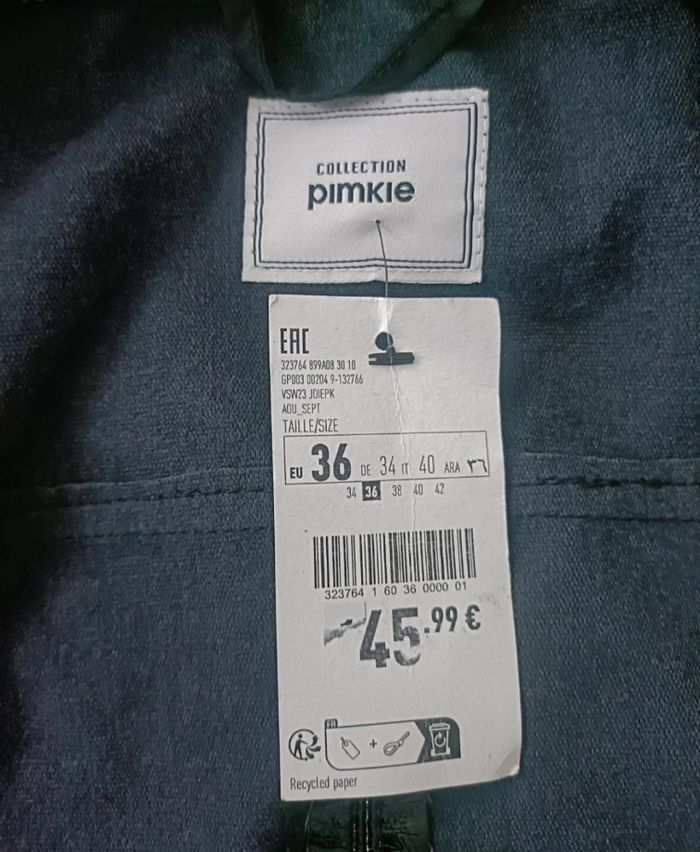 COLLECTION
pimkie
EAC
323764 899A08 30 10
GP003 00204 9-132766
VSW23 JOIEPK
AOU_SEPT
TAILLE/SIZE
EU 36 DE 34 IT 40 ARA ٣٦
34 36 38 40 42
323764 1 60 36 0000 01
45.99 €
FR
Recycled paper